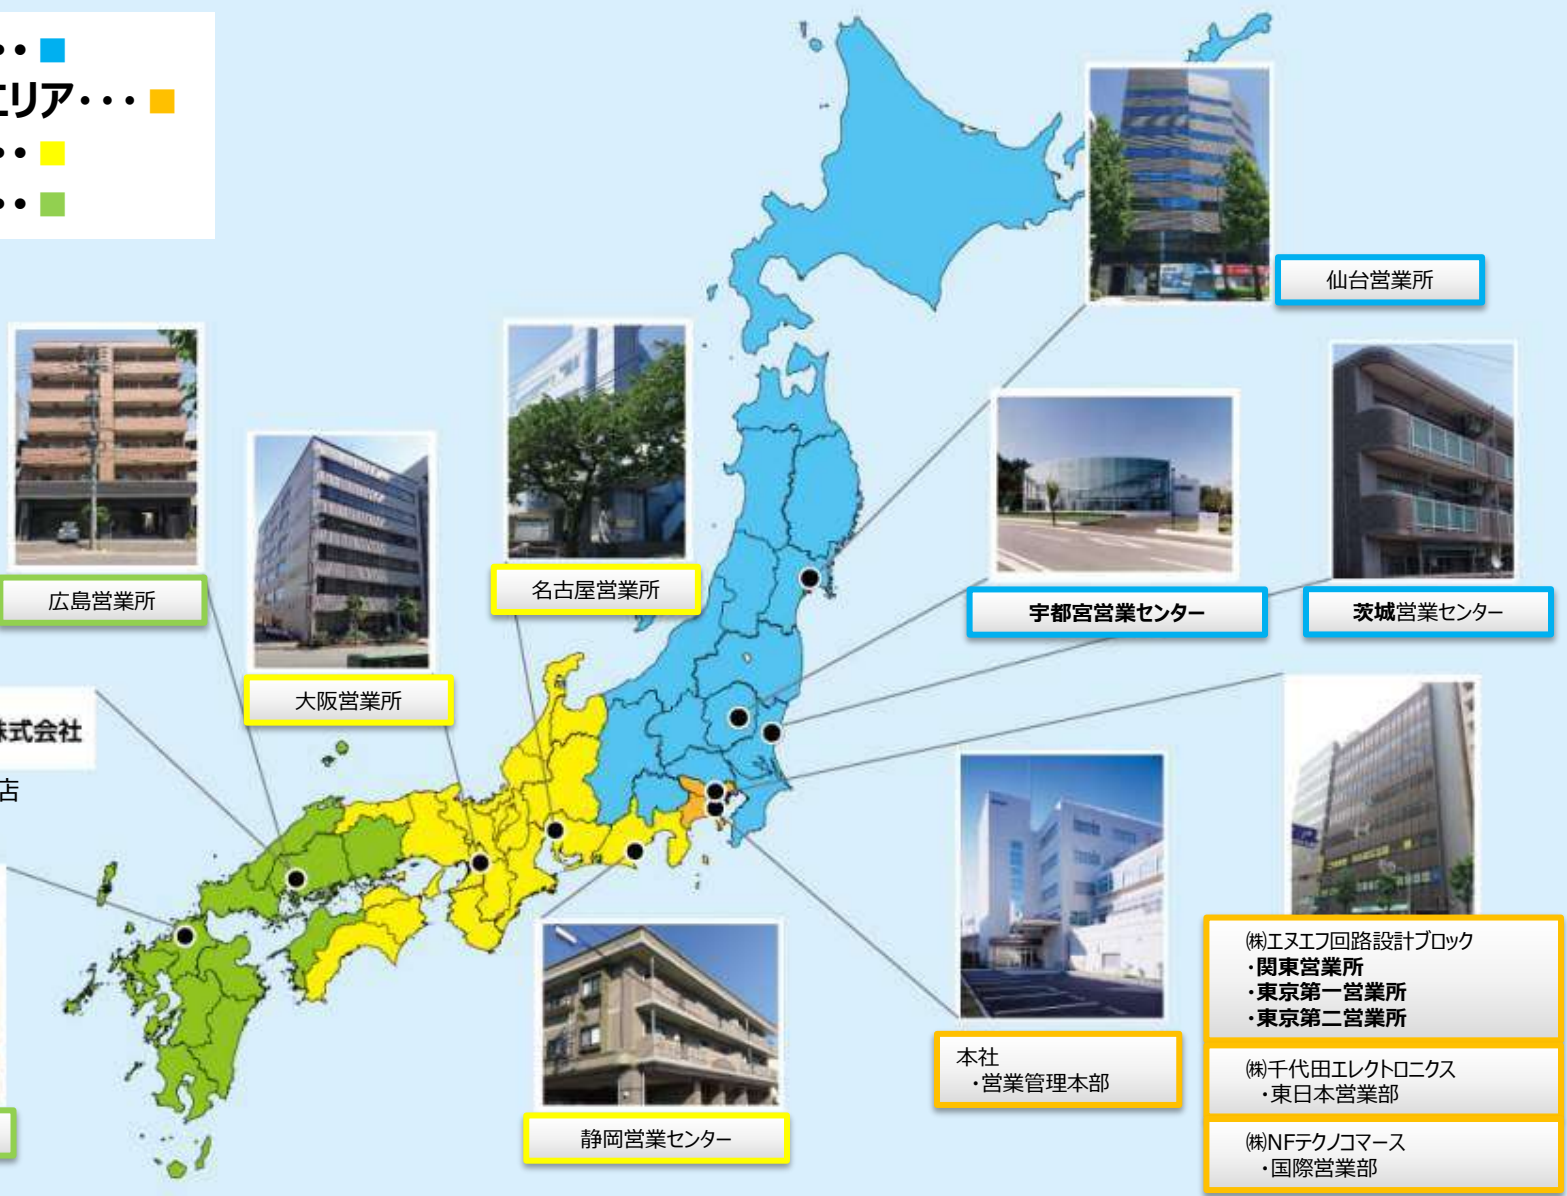 ・・■
エリア・・・■
・・■
・・■
仙台営業所
広島営業所
大阪営業所
名古屋営業所
宇都宮営業センター
茨城営業センター
株式会社
店
静岡営業センター
本社
・営業管理本部
㈱エヌエフ回路設計ブロック
・関東営業所
・東京第一営業所
・東京第二営業所
㈱千代田エレクトロニクス
・東日本営業部
㈱NFテクノコマース
・国際営業部